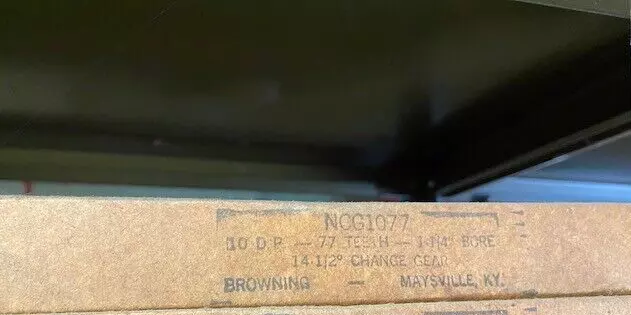 NCG1077
10 D.P. — 77 TEETH — 1-1/4" BORE
14 1/2° CHANGE GEAR
BROWNING — MAYSVILLE, KY.